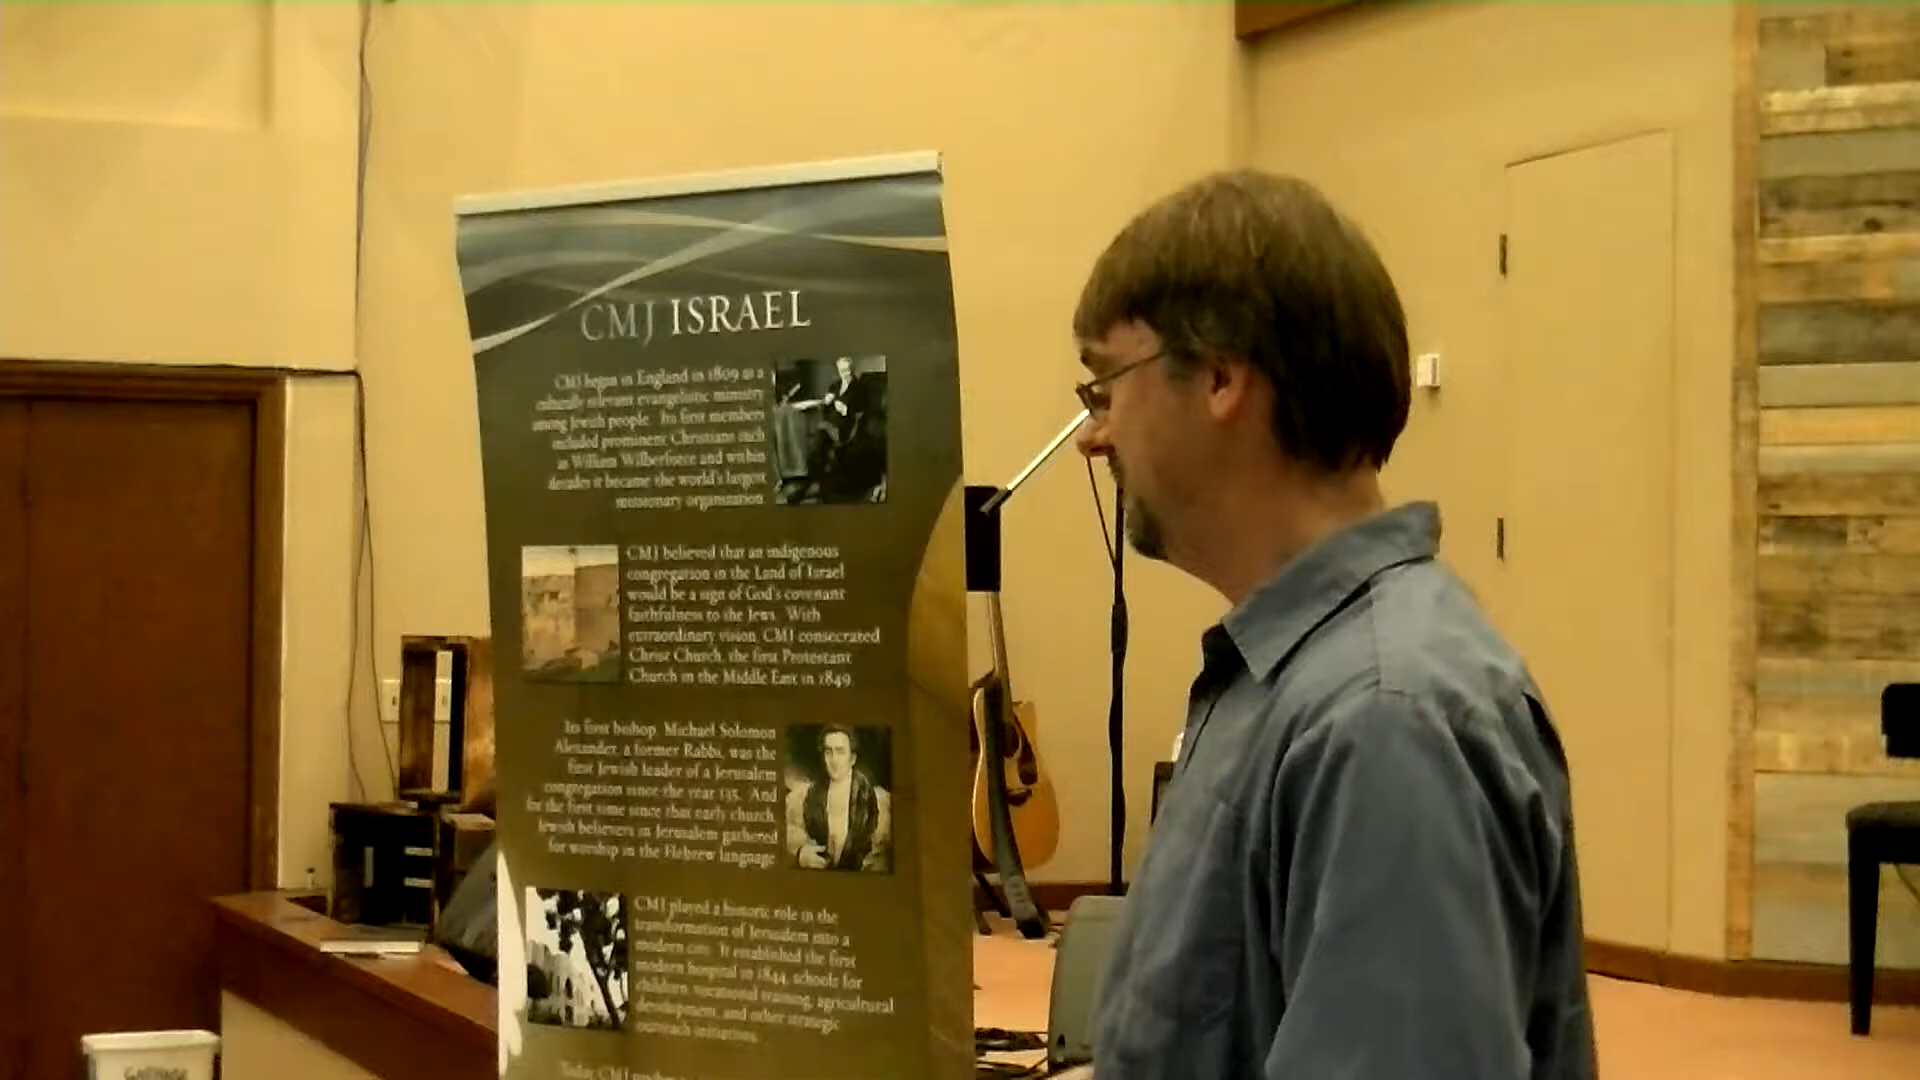 CMJ ISRAEL
CMJ began in England in 1809 as a
culturally relevant evangelistic ministry
among Jewish people. Its first members
included prominent Christians such
as William Wilberforce and within
decades it became the world's largest
missionary organization.
CMJ believed that an indigenous
congregation in the Land of Israel
would be a sign of God's covenant
faithfulness to the Jews. With
extraordinary vision, CMJ consecrated
Christ Church, the first Protestant
Church in the Middle East in 1849.
Its first bishop, Michael Solomon
Alexander, a former Rabbi, was the
first Jewish leader of a Jerusalem
congregation since the year 135. And
for the first time since that early church,
Jewish believers in Jerusalem gathered
for worship in the Hebrew language.
CMJ played a historic role in the
transformation of Jerusalem into a
modern city. It established the first
modern hospital in 1844, schools for
children, vocational training, agricultural
development, and other strategic
outreach initiatives.
Today CMJ
GARBAGE